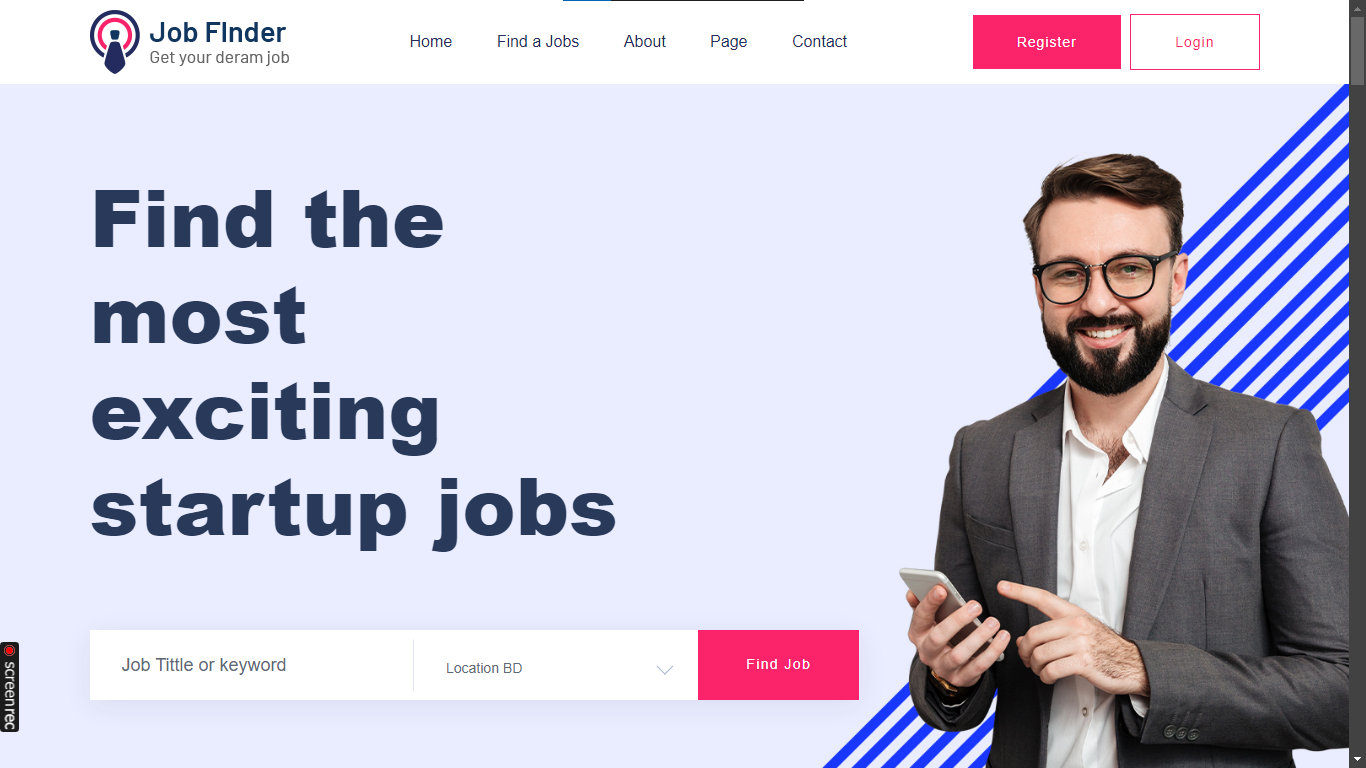 Job FInder
Get your deram job
Home
Find a Jobs
About
Page
Contact
Register
Login
Find the
most
exciting
startup jobs
Job Tittle or keyword
Location BD
Find Job
screenrec